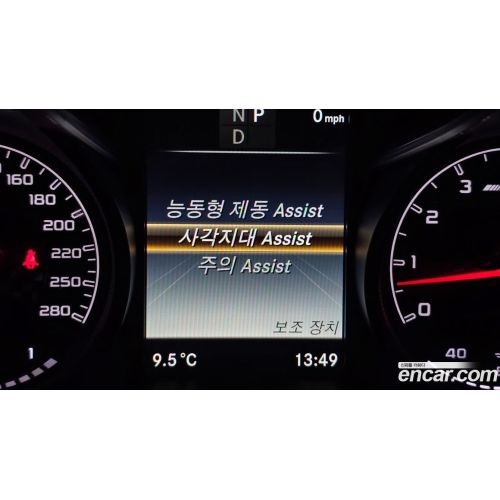 N P
D
0 mph
160
180
200
220
250
280
1
능동형 제동 Assist
사각지대 Assist
주의 Assist
보조 장치
9.5 °C
13:49
3
2
1
0
40
encar.com